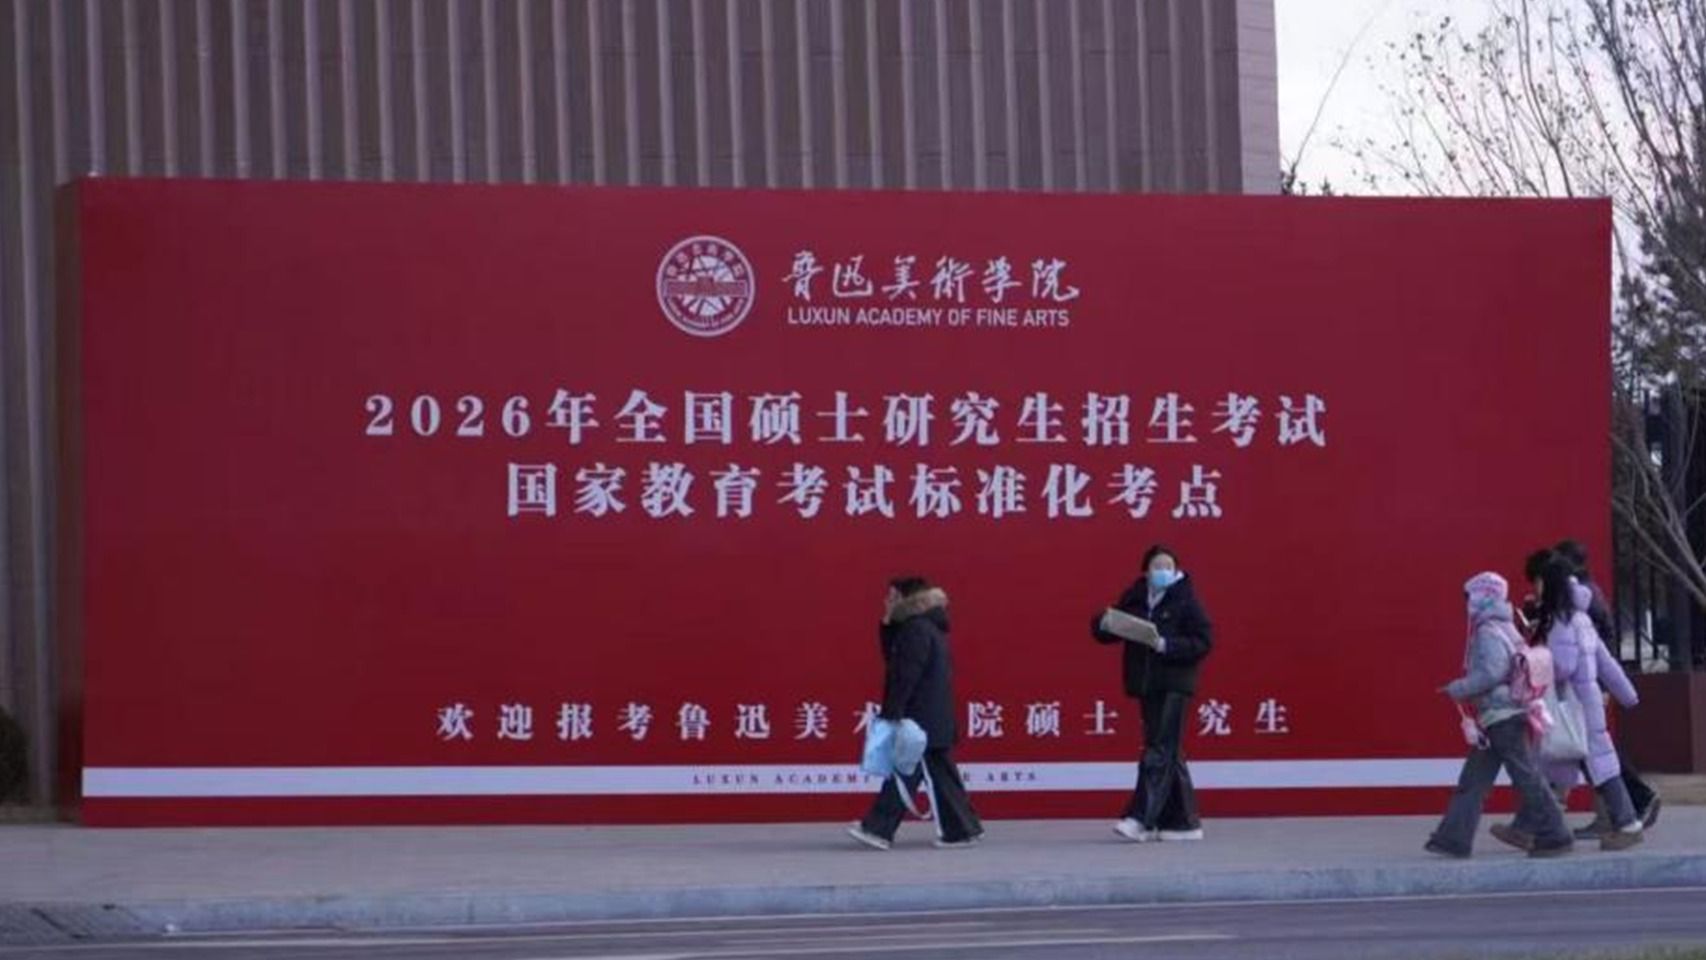 鲁迅美術学院
LUXUN ACADEMY OF FINE ARTS
2026年全国硕士研究生招生考试
国家教育考试标准化考点
欢迎报考鲁迅美术 院硕士 究生
LUXUN ACADEM E ARTS